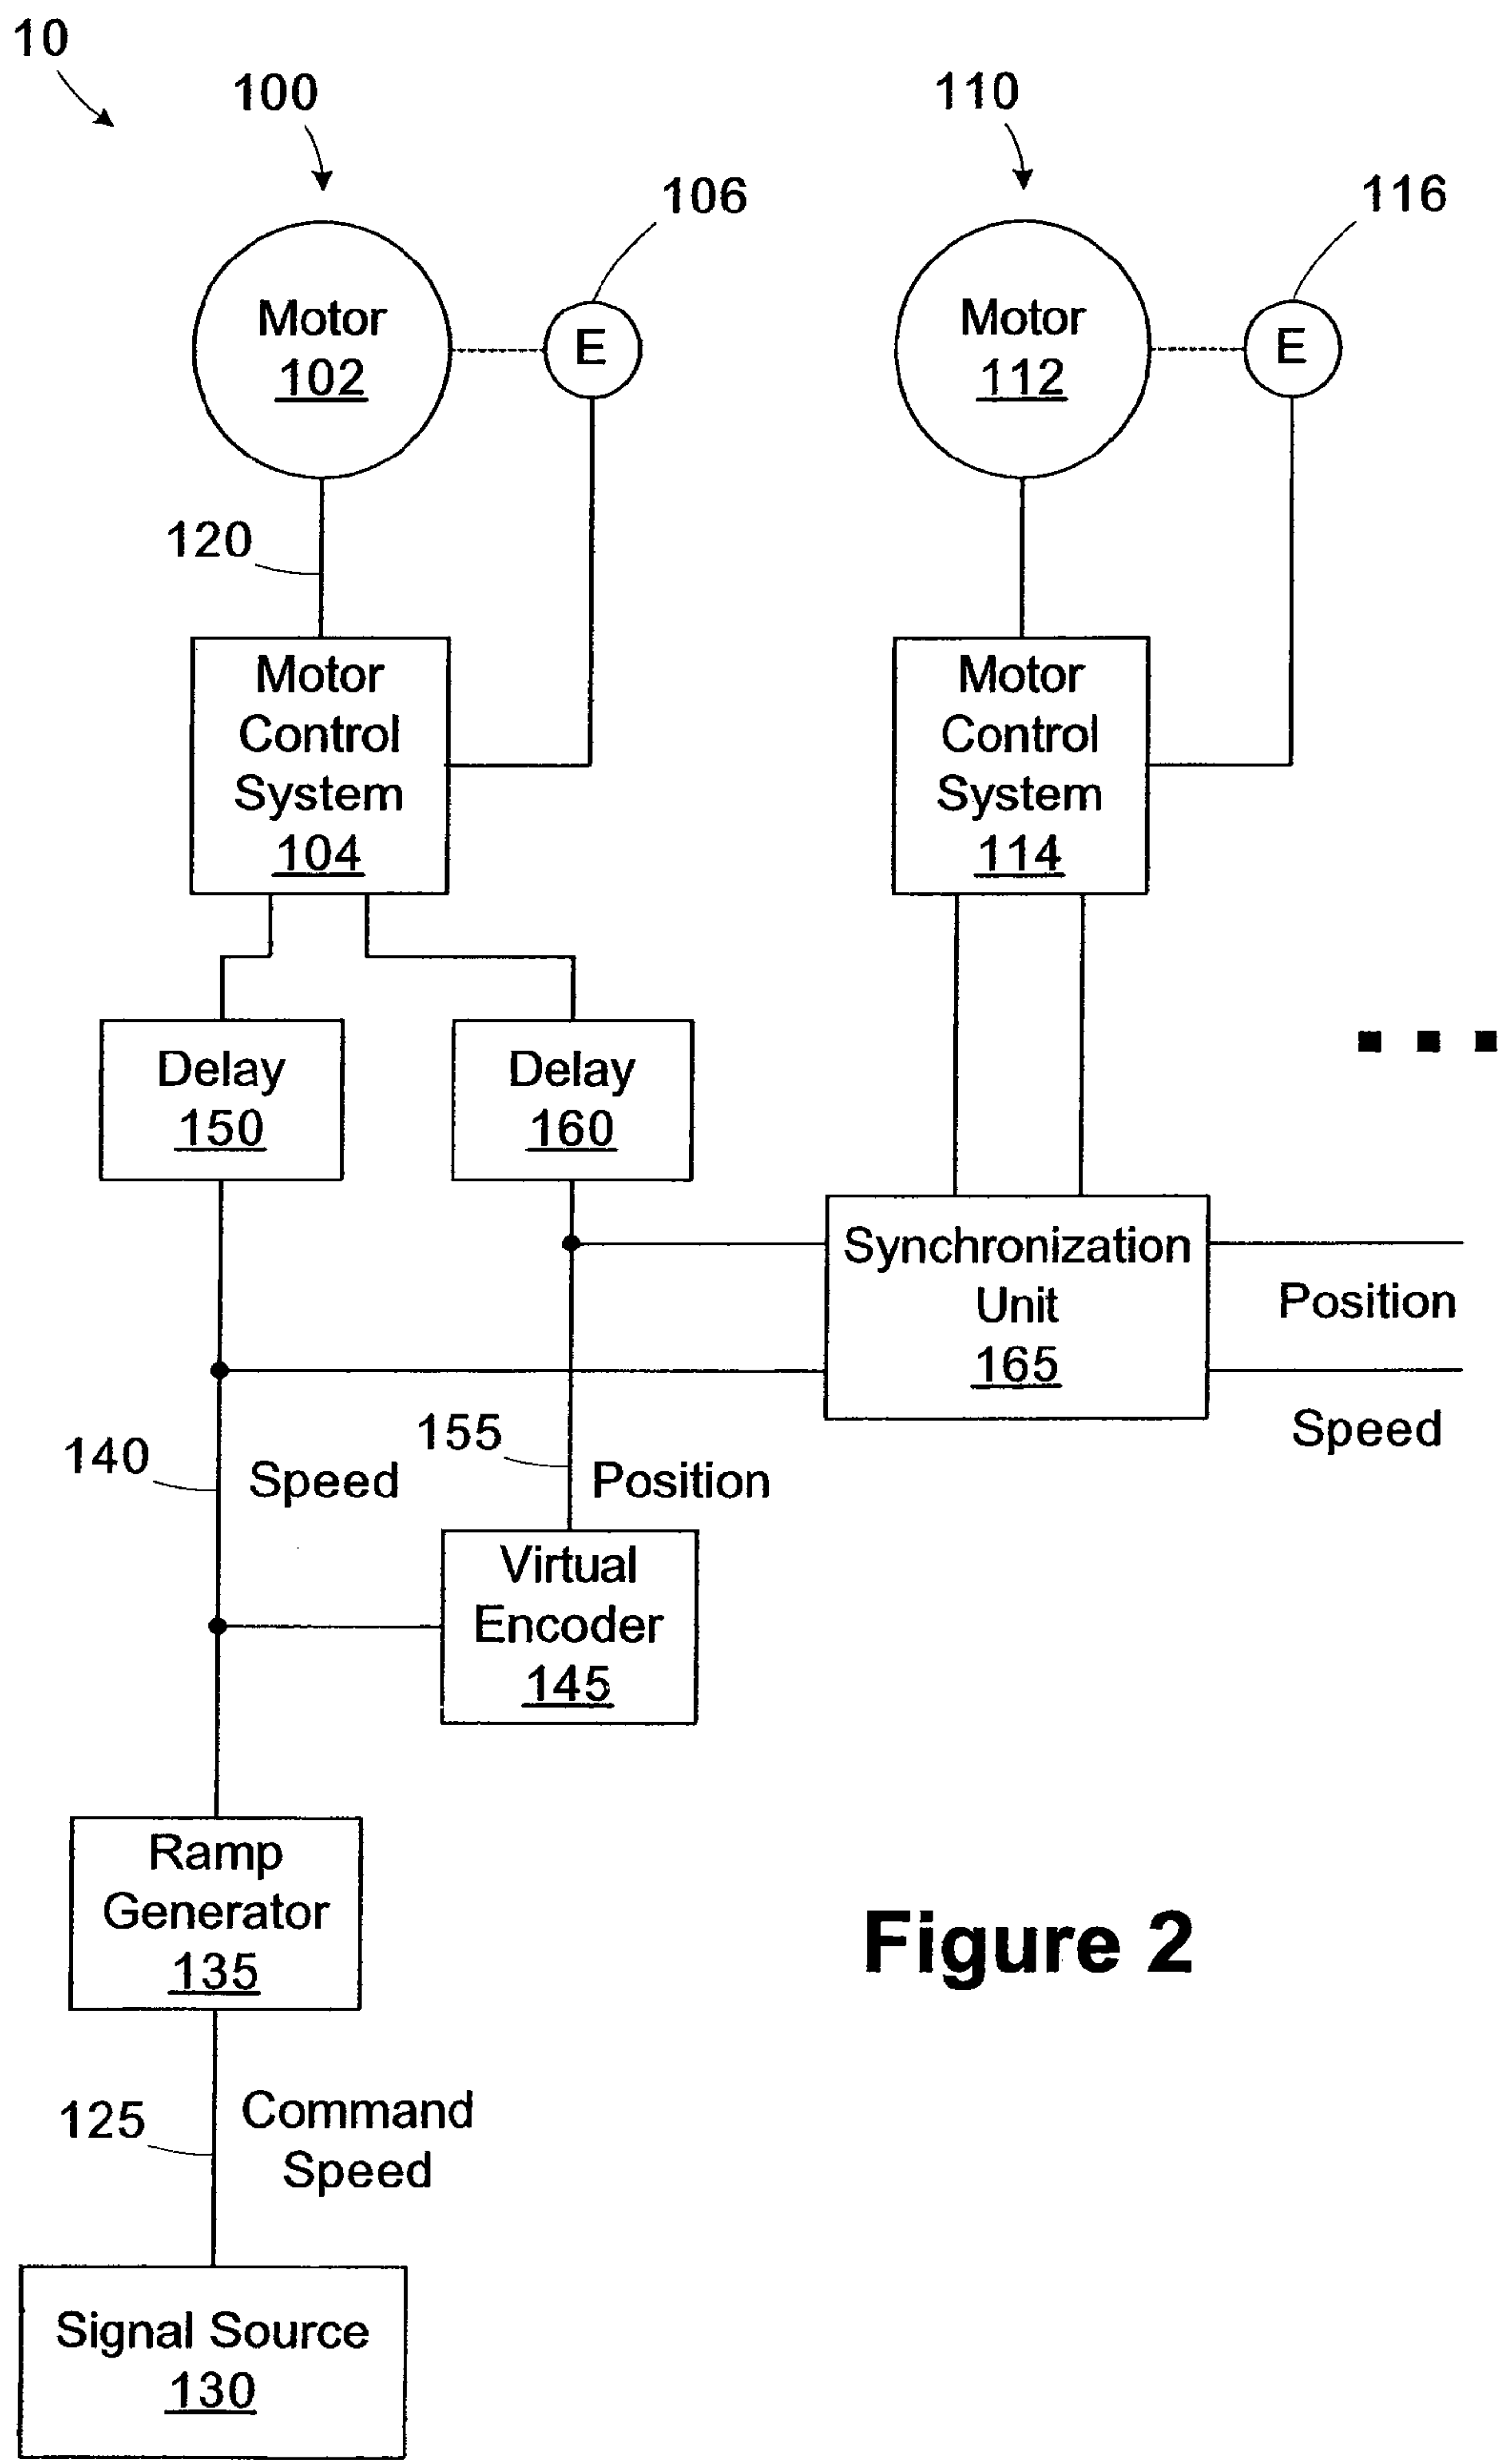 10
100
110
106
116
Motor
102
E
Motor
112
E
120
Motor
Control
System
104
Motor
Control
System
114
Delay
150
Delay
160
Synchronization
Unit
165
Position
Speed
140
Speed
155
Position
Virtual
Encoder
145
Ramp
Generator
135
Figure 2
125
Command
Speed
Signal Source
130